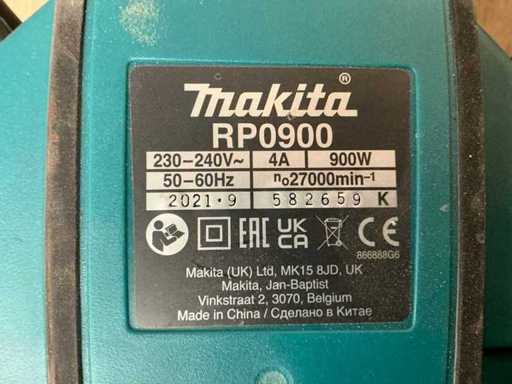 makita®
RP0900
230-240V~ 4A 900W
50-60Hz no27000min-1
2021·9 582659 K
EAC UK CA CE
866888G6
Makita (UK) Ltd, MK15 8JD, UK
Makita, Jan-Baptist
Vinkstraat 2, 3070, Belgium
Made in China / Сделано в Китае